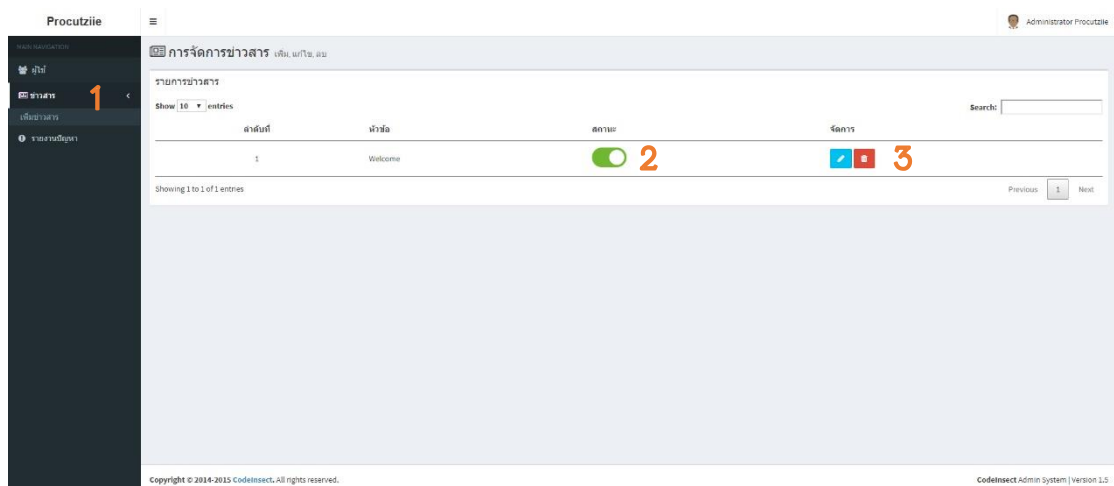 Procutziie
Administrator Procutziie
MAIN NAVIGATION
ผู้ใช้
ข่าวสาร
1
เพิ่มข่าวสาร
รายงานปัญหา
การจัดการข่าวสาร เพิ่ม, แก้ไข, ลบ
รายการข่าวสาร
Show 10 entries
Search:
ลำดับที่ หัวข้อ สถานะ จัดการ
1 Welcome 2 3
Showing 1 to 1 of 1 entries
Previous 1 Next
Copyright © 2014-2015 CodeInsect. All rights reserved.
CodeInsect Admin System | Version 1.5